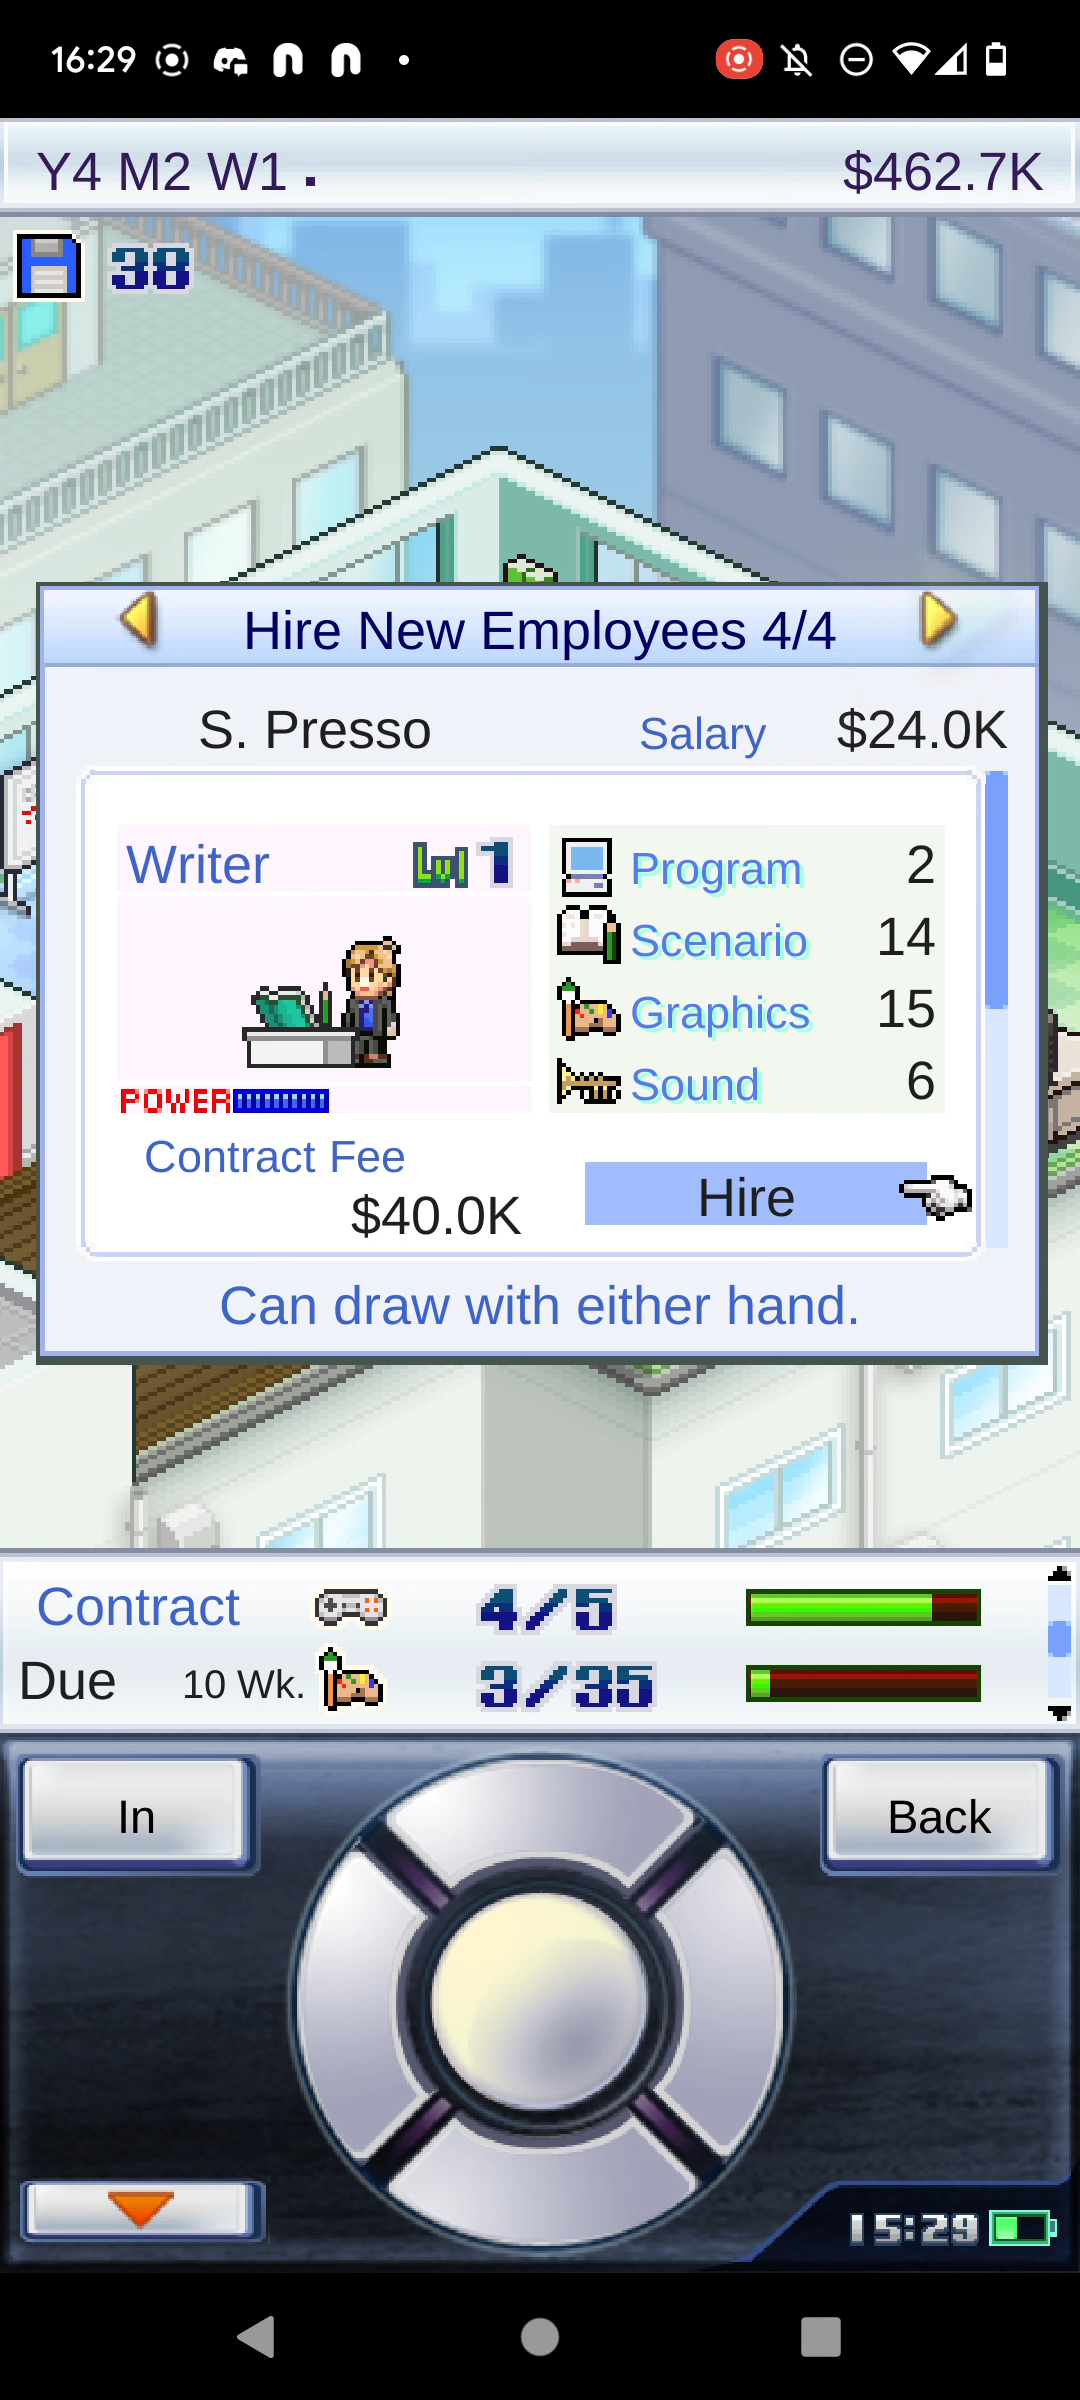 16:29
Y4 M2 W1 $462.7K
38
Hire New Employees 4/4
S. Presso Salary $24.0K
Writer Lvl 1
Program 2
Scenario 14
Graphics 15
Sound 6
POWER
Contract Fee
$40.0K
Hire
Can draw with either hand.
Contract 4/5
Due 10 Wk. 3/35
In
Back
15:29